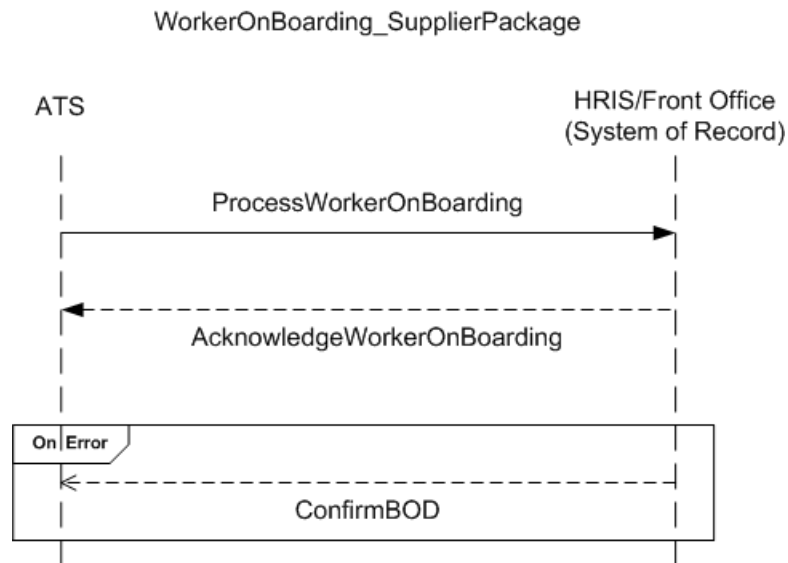 WorkerOnBoarding_SupplierPackage
ATS
HRIS/Front Office
(System of Record)
ProcessWorkerOnBoarding
AcknowledgeWorkerOnBoarding
On Error
ConfirmBOD